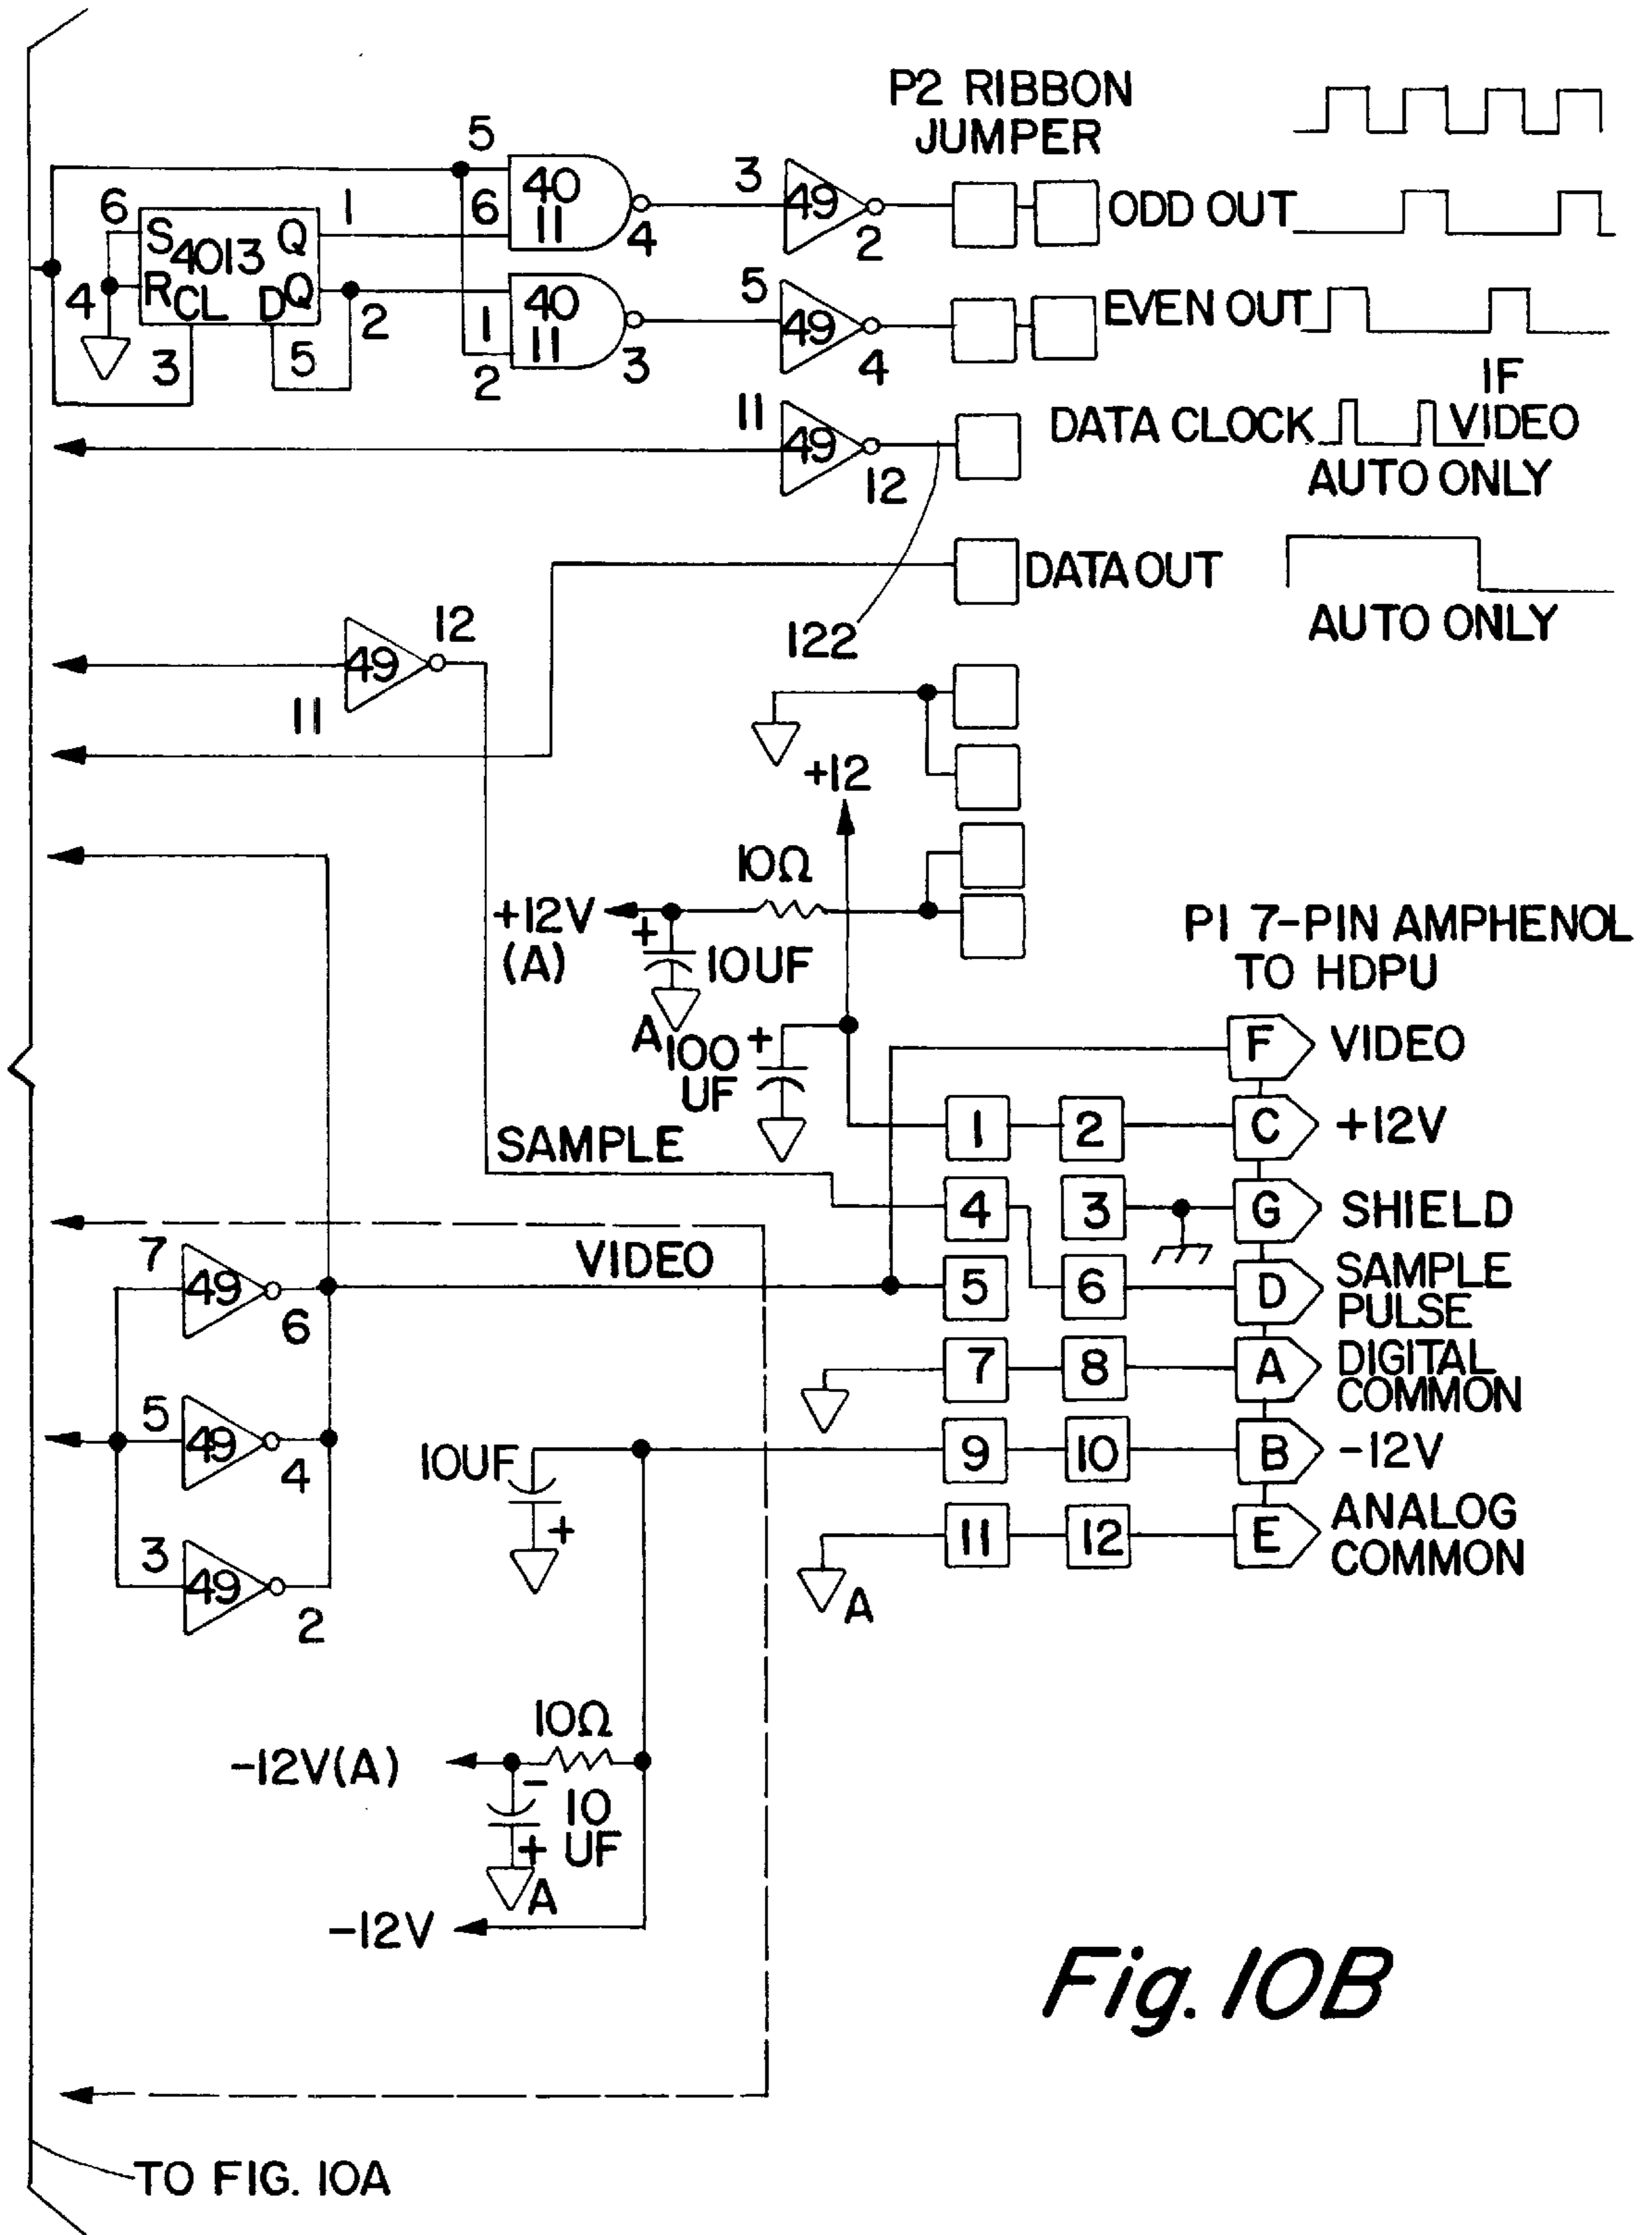 P2 RIBBON
JUMPER
5
6
1
S
Q
4013
R
CL
D
Q
4
3
5
2
40
11
6
4
3
49
2
ODD OUT
40
11
1
2
3
5
49
4
EVEN OUT
IF
VIDEO
11
49
12
DATA CLOCK
AUTO ONLY
DATA OUT
AUTO ONLY
122
49
12
11
+12
10Ω
+12V
(A)
+
10UF
A
100
UF
+
P1 7-PIN AMPHENOL
TO HDPU
F VIDEO
1 2 C +12V
SAMPLE
4 3 G SHIELD
VIDEO
5 6 D SAMPLE
PULSE
7 8 A DIGITAL
COMMON
9 10 B -12V
11 12 E ANALOG
COMMON
A
7
49
6
5
49
4
3
49
2
10UF
+
10Ω
-12V(A)
-
10
UF
+
A
-12V
Fig. 10B
TO FIG. 10A